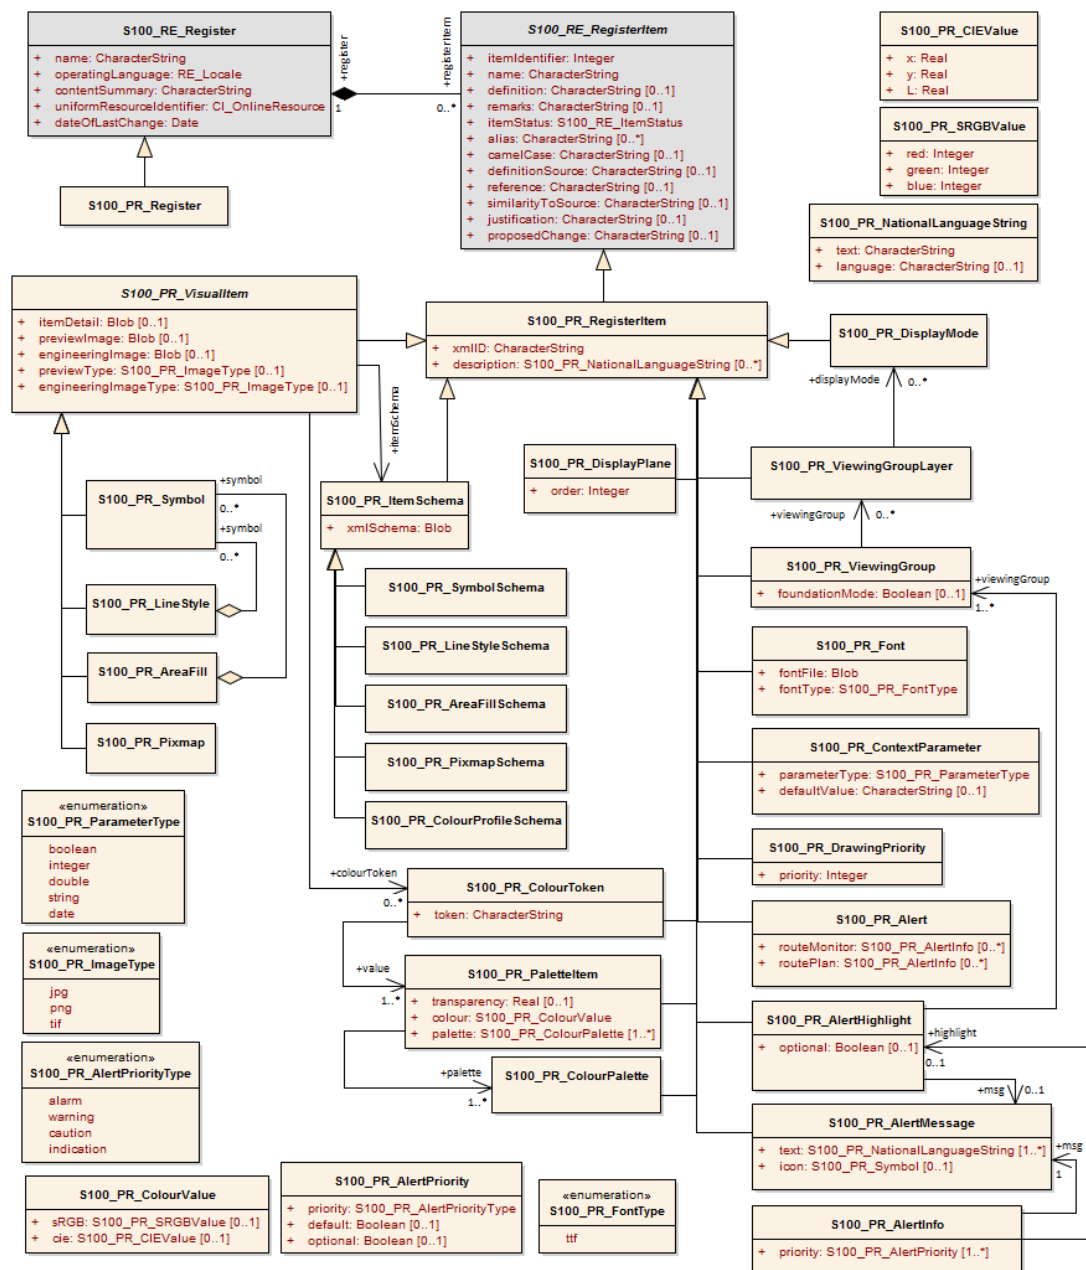 S100_RE_Register
+ name: CharacterString
+ operatingLanguage: RE_Locale
+ contentSummary: CharacterString
+ uniformResourceIdentifier: CI_OnlineResource
+ dateOfLastChange: Date
+register
1
+registerItem
0..*
S100_RE_RegisterItem
+ itemIdentifier: Integer
+ name: CharacterString
+ definition: CharacterString [0..1]
+ remarks: CharacterString [0..1]
+ itemStatus: S100_RE_ItemStatus
+ alias: CharacterString [0..*]
+ camelCase: CharacterString [0..1]
+ definitionSource: CharacterString [0..1]
+ reference: CharacterString [0..1]
+ similarityToSource: CharacterString [0..1]
+ justification: CharacterString [0..1]
+ proposedChange: CharacterString [0..1]
S100_PR_CIEValue
+ x: Real
+ y: Real
+ L: Real
S100_PR_SRGBValue
+ red: Integer
+ green: Integer
+ blue: Integer
S100_PR_Register
S100_PR_NationalLanguageString
+ text: CharacterString
+ language: CharacterString [0..1]
S100_PR_VisualItem
+ itemDetail: Blob [0..1]
+ previewImage: Blob [0..1]
+ engineeringImage: Blob [0..1]
+ previewType: S100_PR_ImageType [0..1]
+ engineeringImageType: S100_PR_ImageType [0..1]
S100_PR_RegisterItem
+ xmlID: CharacterString
+ description: S100_PR_NationalLanguageString [0..*]
S100_PR_DisplayMode
+displayMode
0..*
+itemSchema
S100_PR_DisplayPlane
+ order: Integer
S100_PR_ViewingGroupLayer
+viewingGroup
0..*
S100_PR_Symbol
+symbol
0..*
+symbol
0..*
S100_PR_ItemSchema
+ xmlSchema: Blob
S100_PR_ViewingGroup
+ foundationMode: Boolean [0..1]
+viewingGroup
1..*
S100_PR_LineStyle
S100_PR_AreaFill
S100_PR_Pixmap
S100_PR_SymbolSchema
S100_PR_LineStyleSchema
S100_PR_AreaFillSchema
S100_PR_PixmapSchema
S100_PR_ColourProfileSchema
S100_PR_Font
+ fontFile: Blob
+ fontType: S100_PR_FontType
S100_PR_ContextParameter
+ parameterType: S100_PR_ParameterType
+ defaultValue: CharacterString [0..1]
«enumeration»
S100_PR_ParameterType
boolean
integer
double
string
date
S100_PR_DrawingPriority
+ priority: Integer
+colourToken
0..*
S100_PR_ColourToken
+ token: CharacterString
S100_PR_Alert
+ routeMonitor: S100_PR_AlertInfo [0..*]
+ routePlan: S100_PR_AlertInfo [0..*]
«enumeration»
S100_PR_ImageType
jpg
png
tif
+value
1..*
S100_PR_PaletteItem
+ transparency: Real [0..1]
+ colour: S100_PR_ColourValue
+ palette: S100_PR_ColourPalette [1..*]
S100_PR_AlertHighlight
+ optional: Boolean [0..1]
+highlight
0..1
«enumeration»
S100_PR_AlertPriorityType
alarm
warning
caution
indication
+palette
1..*
S100_PR_ColourPalette
+msg
0..1
S100_PR_AlertMessage
+ text: S100_PR_NationalLanguageString [1..*]
+ icon: S100_PR_Symbol [0..1]
+msg
1
S100_PR_ColourValue
+ sRGB: S100_PR_SRGBValue [0..1]
+ cie: S100_PR_CIEValue [0..1]
S100_PR_AlertPriority
+ priority: S100_PR_AlertPriorityType
+ default: Boolean [0..1]
+ optional: Boolean [0..1]
«enumeration»
S100_PR_FontType
ttf
S100_PR_AlertInfo
+ priority: S100_PR_AlertPriority [1..*]